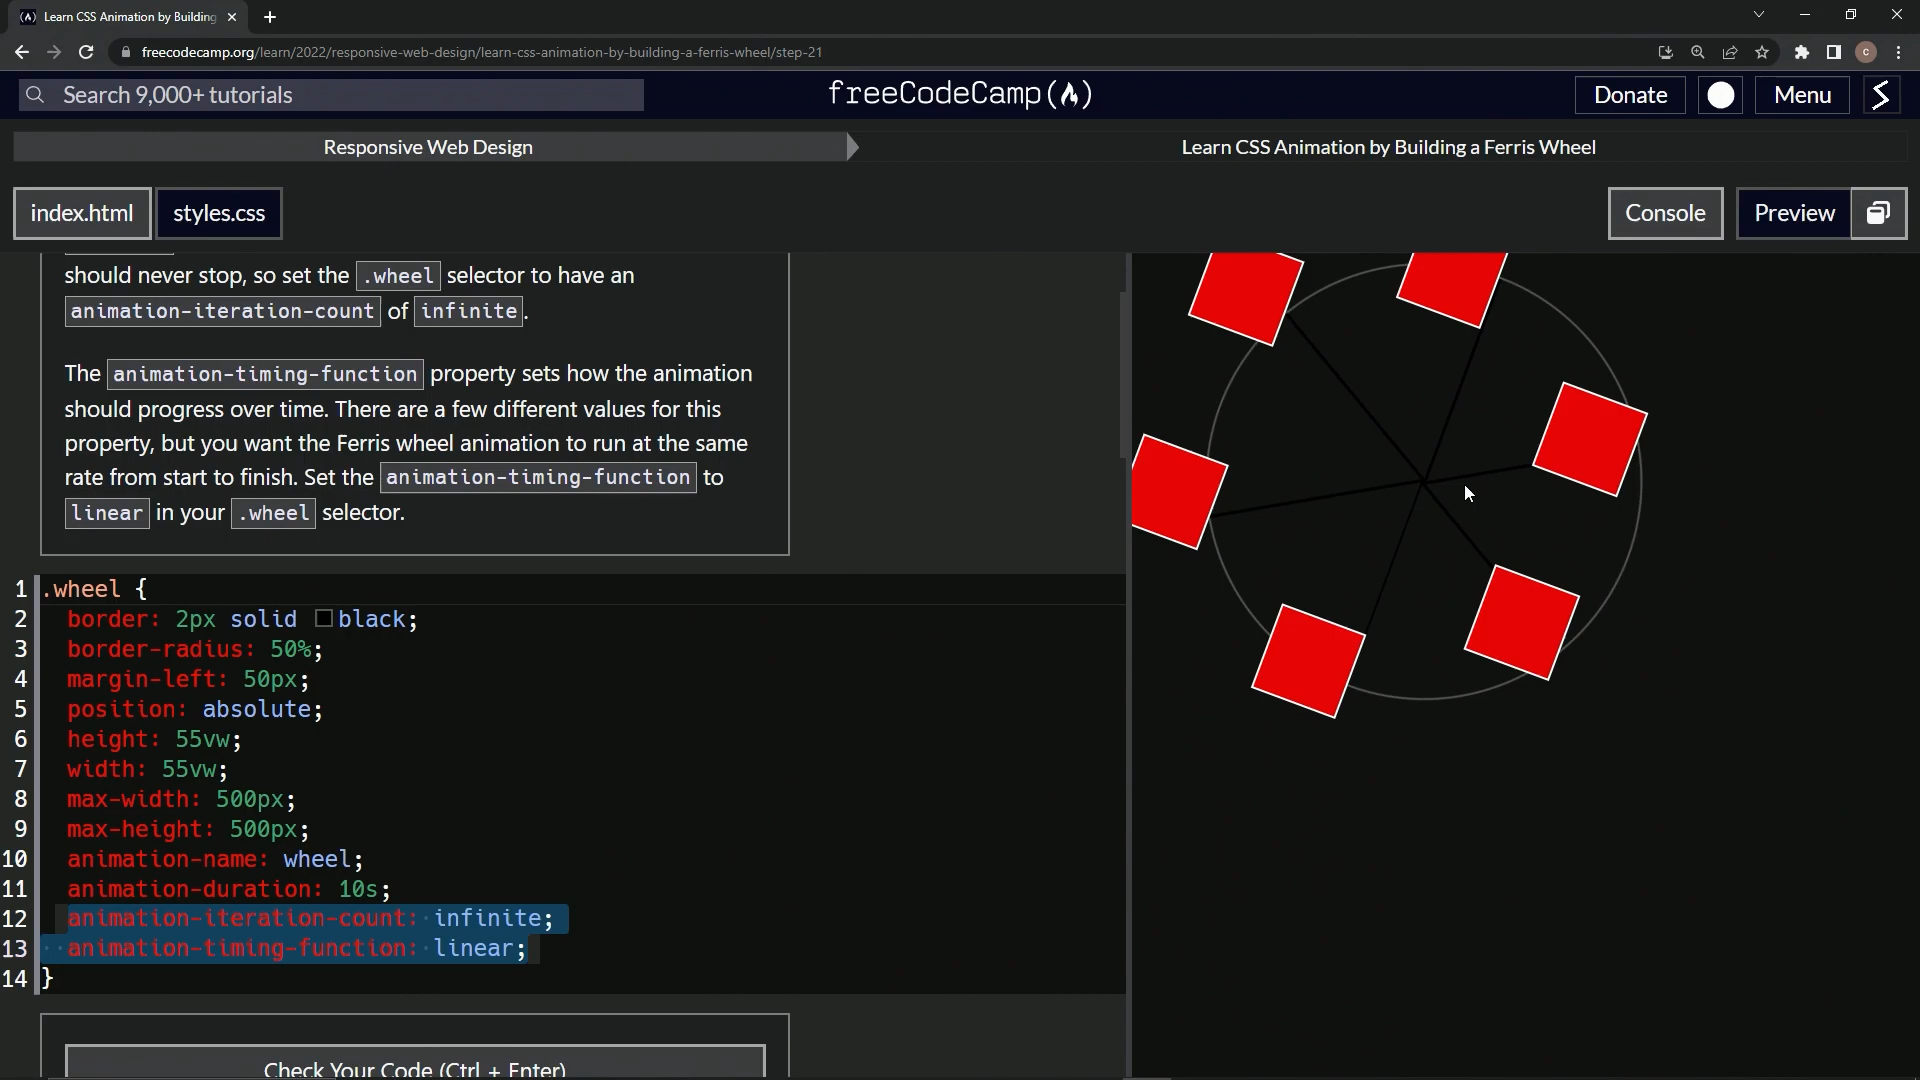 Learn CSS Animation by Building
freecodecamp.org/learn/2022/responsive-web-design/learn-css-animation-by-building-a-ferris-wheel/step-21
c
Search 9,000+ tutorials
freeCodeCamp
Donate
Menu
Responsive Web Design
Learn CSS Animation by Building a Ferris Wheel
index.html
styles.css
Console
Preview
should never stop, so set the .wheel selector to have an
animation-iteration-count of infinite.
The animation-timing-function property sets how the animation
should progress over time. There are a few different values for this
property, but you want the Ferris wheel animation to run at the same
rate from start to finish. Set the animation-timing-function to
linear in your .wheel selector.
1 .wheel {
2 border: 2px solid black;
3 border-radius: 50%;
4 margin-left: 50px;
5 position: absolute;
6 height: 55vw;
7 width: 55vw;
8 max-width: 500px;
9 max-height: 500px;
10 animation-name: wheel;
11 animation-duration: 10s;
12 animation-iteration-count: infinite;
13 animation-timing-function: linear;
14 }
Check Your Code (Ctrl + Enter)